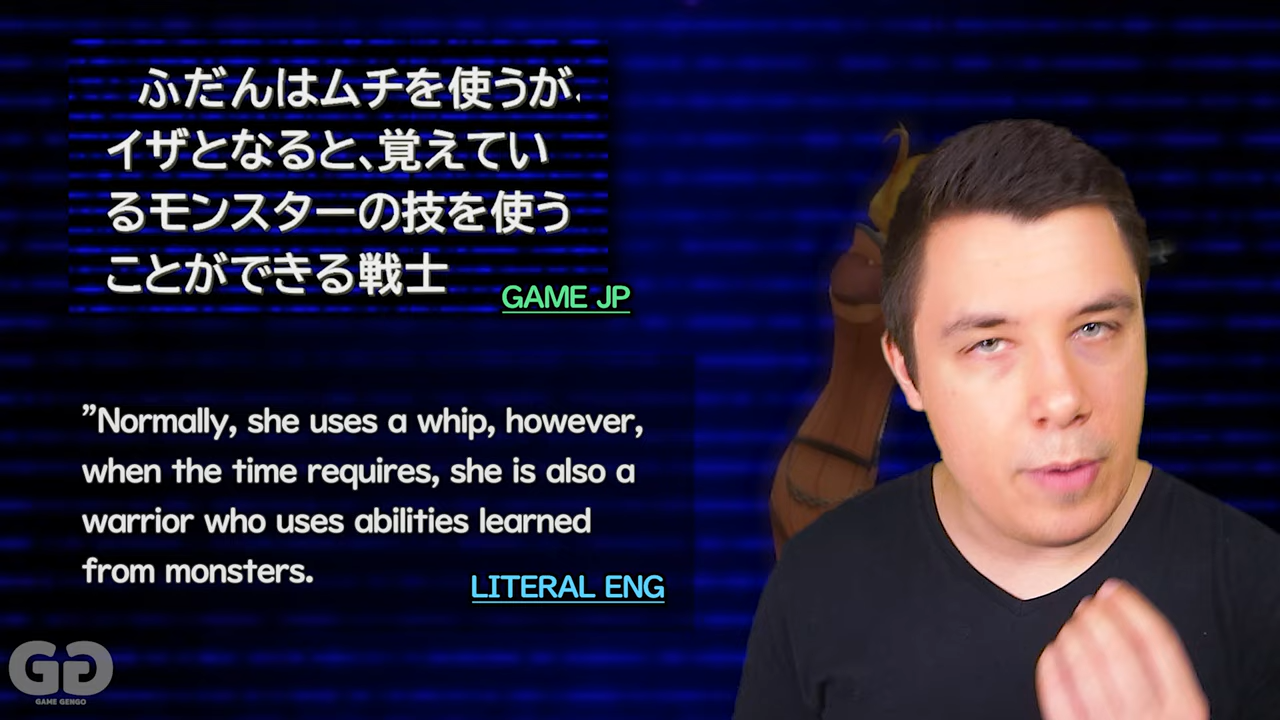 ふだんはムチを使うが、
イザとなると、覚えてい
るモンスターの技を使う
ことができる戦士
GAME JP
”Normally, she uses a whip, however,
when the time requires, she is also a
warrior who uses abilities learned
from monsters.
LITERAL ENG
GG
GAME GENGO